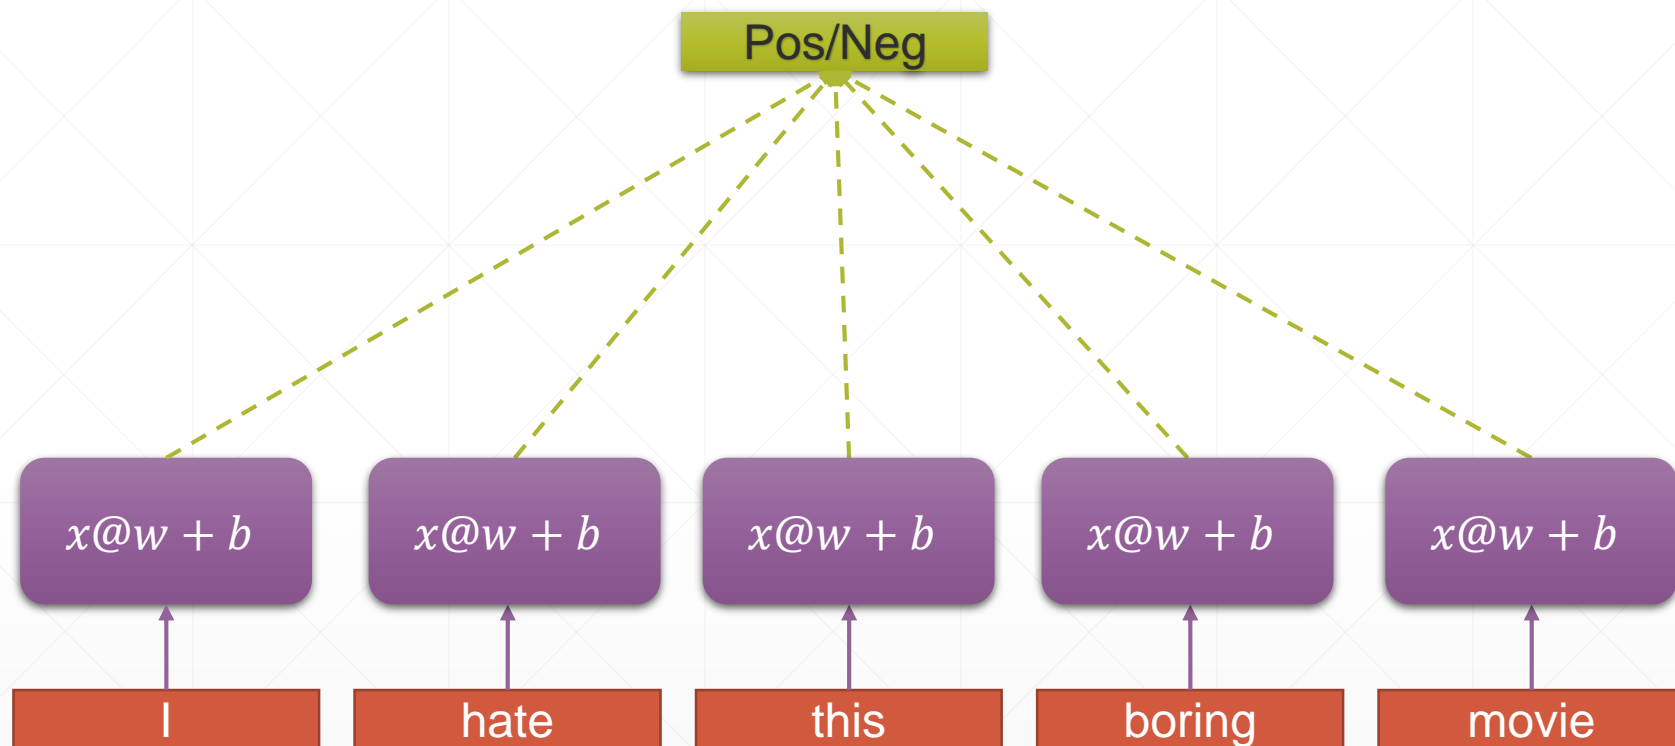 Pos/Neg
x@w + b x@w + b x@w + b x@w + b x@w + b
I hate this boring movie